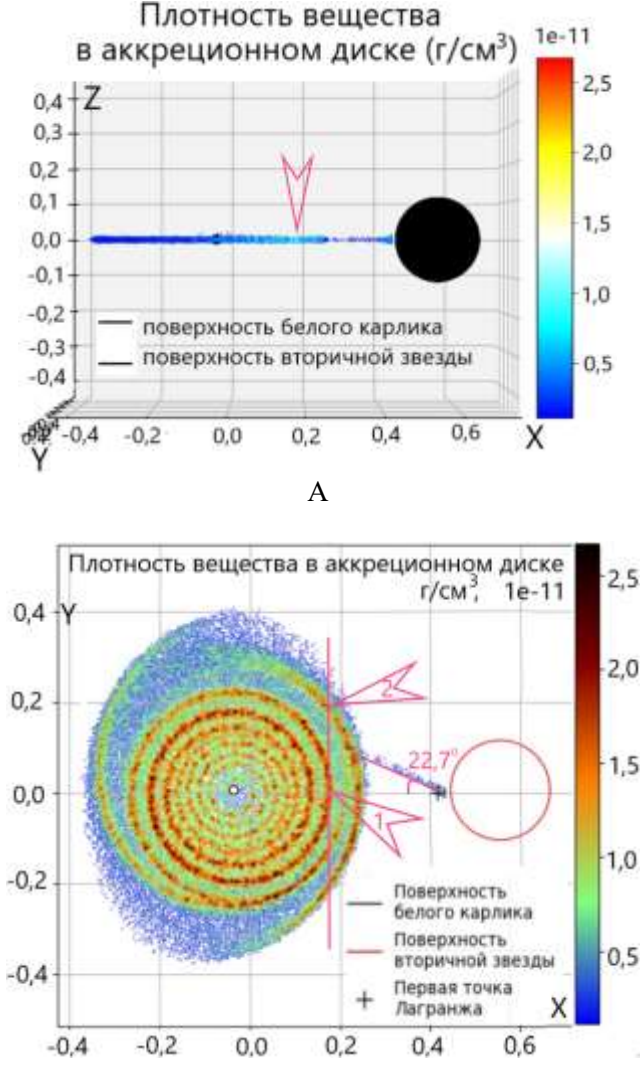 Плотность вещества
в аккреционном диске (г/см³)
1e-11
Z
0,4
0,3
0,2
0,1
0,0
-0,1
-0,2
-0,3
-0,4
2,5
2,0
1,5
1,0
0,5
поверхность белого карлика
поверхность вторичной звезды
-0,4
-0,2
0,0
0,2
0,4
0,6
X
Y
А
Плотность вещества в аккреционном диске
г/см³, 1e-11
Y
0,4
0,2
0,0
-0,2
-0,4
2
22,7°
r
1
2,5
2,0
1,5
1,0
0,5
Поверхность
белого карлика
Поверхность
вторичной звезды
Первая точка
Лагранжа
X
-0,4
-0,2
0,0
0,2
0,4
0,6